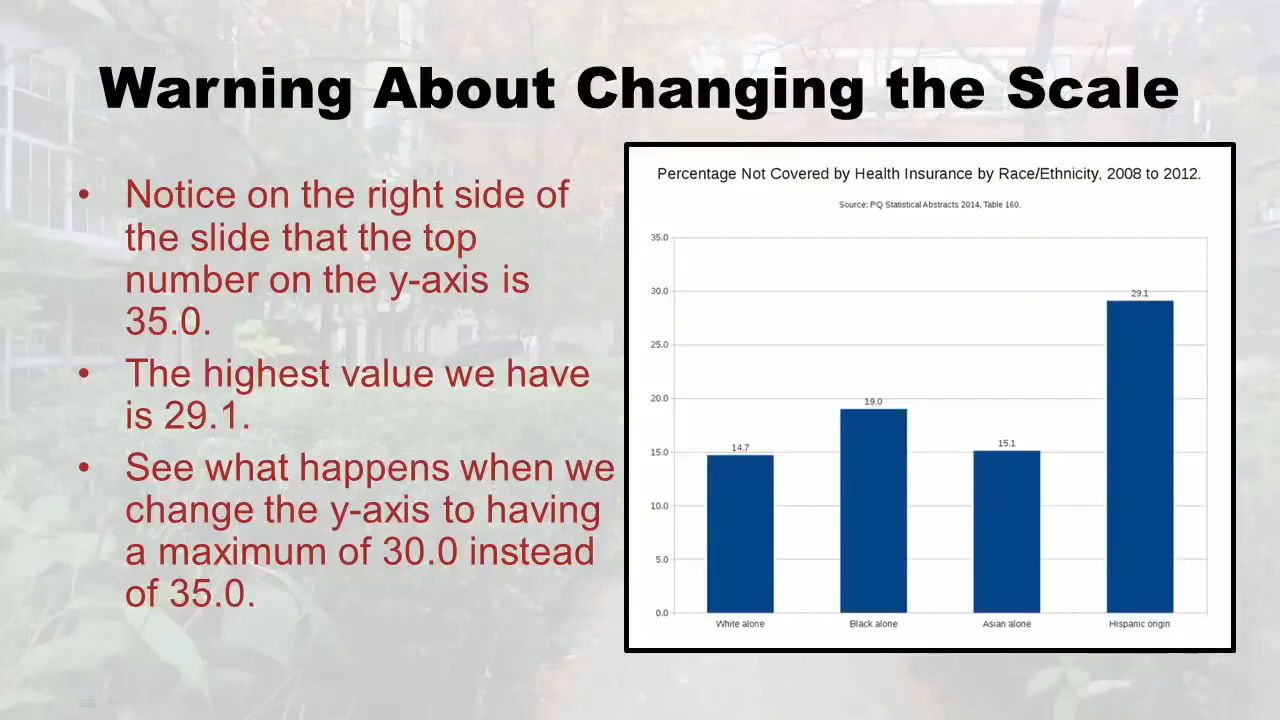 Warning About Changing the Scale
• Notice on the right side of
the slide that the top
number on the y-axis is
35.0.
• The highest value we have
is 29.1.
• See what happens when we
change the y-axis to having
a maximum of 30.0 instead
of 35.0.
Percentage Not Covered by Health Insurance by Race/Ethnicity, 2008 to 2012.
Source: PQ Statistical Abstracts 2014, Table 160.
35.0
30.0
29.1
25.0
20.0
19.0
15.0
14.7
15.1
10.0
5.0
0.0
White alone Black alone Asian alone Hispanic origin